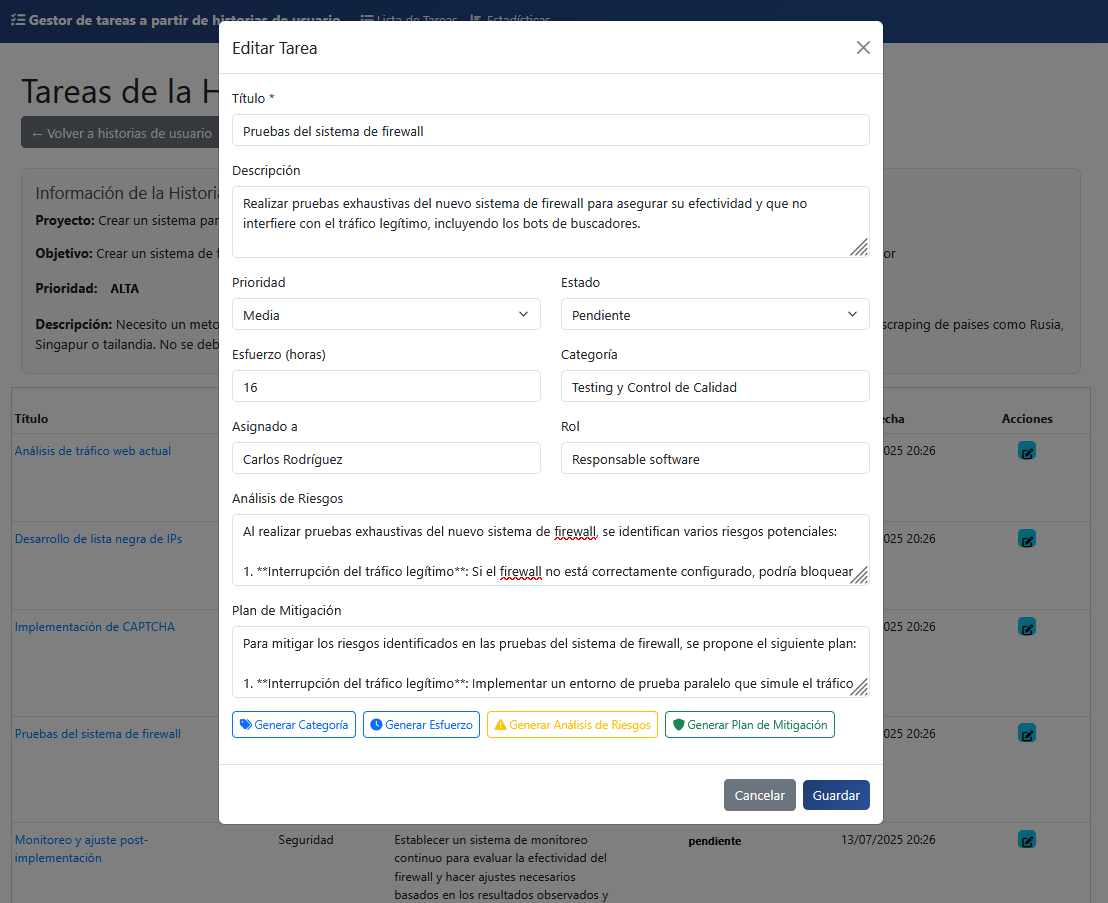 Gestor de tareas a partir de historias de usuario
Lista de Tareas
Estadísticas
Editar Tarea
Tareas de la H
← Volver a historias de usuario
Título *
Pruebas del sistema de firewall
Descripción
Realizar pruebas exhaustivas del nuevo sistema de firewall para asegurar su efectividad y que no
interfiere con el tráfico legítimo, incluyendo los bots de buscadores.
Información de la Historia
Proyecto: Crear un sistema par
Objetivo: Crear un sistema de f
or
Prioridad: ALTA
Descripción: Necesito un meto
scraping de paises como Rusia,
Singapur o tailandia. No se deb
Prioridad
Estado
Media
Pendiente
Esfuerzo (horas)
Categoría
16
Testing y Control de Calidad
Asignado a
Rol
Carlos Rodríguez
Responsable software
Análisis de Riesgos
Al realizar pruebas exhaustivas del nuevo sistema de firewall, se identifican varios riesgos potenciales:
1. **Interrupción del tráfico legítimo**: Si el firewall no está correctamente configurado, podría bloquear
Plan de Mitigación
Para mitigar los riesgos identificados en las pruebas del sistema de firewall, se propone el siguiente plan:
1. **Interrupción del tráfico legítimo**: Implementar un entorno de prueba paralelo que simule el tráfico
Generar Categoría
Generar Esfuerzo
Generar Análisis de Riesgos
Generar Plan de Mitigación
Cancelar
Guardar
Título
cha
Acciones
Análisis de tráfico web actual
025 20:26
Desarrollo de lista negra de IPs
025 20:26
Implementación de CAPTCHA
025 20:26
Pruebas del sistema de firewall
025 20:26
Monitoreo y ajuste post-
implementación
Seguridad
Establecer un sistema de monitoreo
continuo para evaluar la efectividad del
firewall y hacer ajustes necesarios
basados en los resultados observados y
pendiente
13/07/2025 20:26